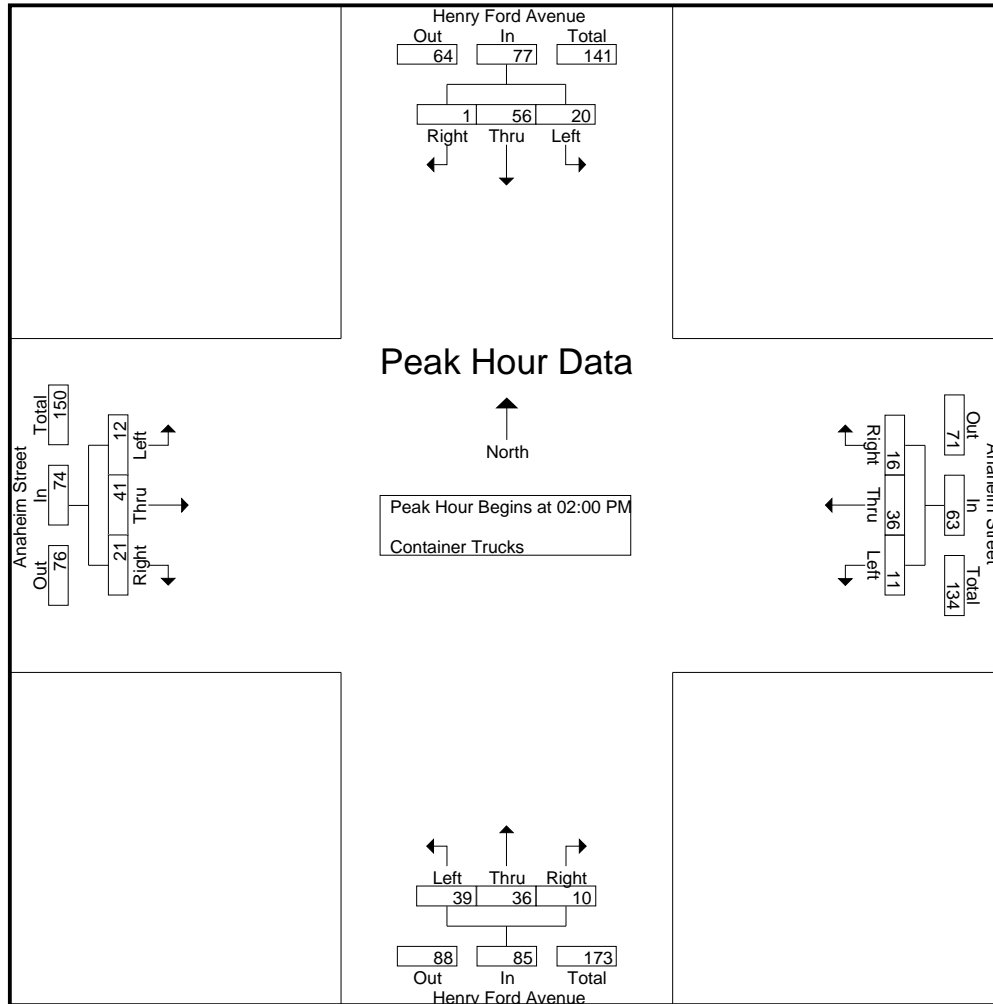 Henry Ford Avenue
Out In Total
64 77 141
1 56 20
Right Thru Left
Peak Hour Data
North
Peak Hour Begins at 02:00 PM
Container Trucks
Anaheim Street
Total In Out
150 74 76
12 41 21
Left Thru Right
Anaheim Street
Out In Total
71 63 134
16 36 11
Right Thru Left
Left Thru Right
39 36 10
88 85 173
Out In Total
Henry Ford Avenue